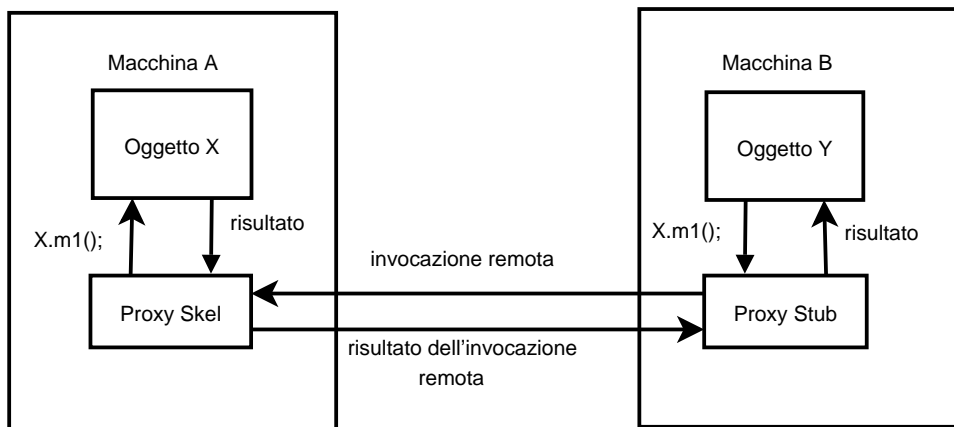 Macchina A
Macchina B
Oggetto X
Oggetto Y
X.m1();
risultato
X.m1();
risultato
invocazione remota
Proxy Skel
Proxy Stub
risultato dell'invocazione
remota